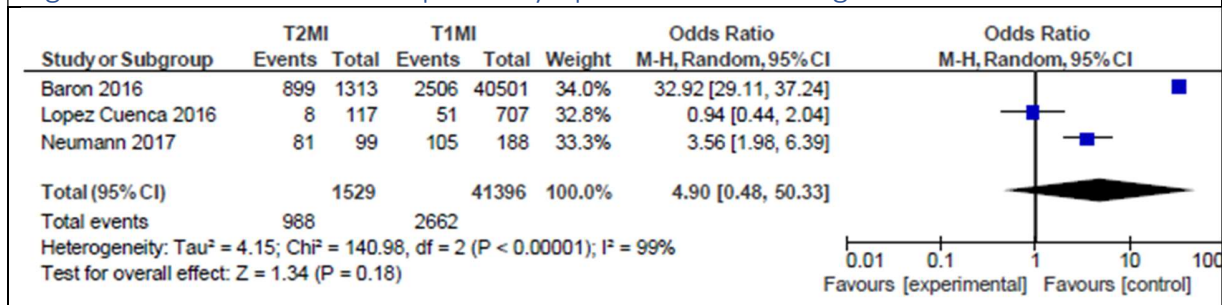 T2MI T1MI Odds Ratio Odds Ratio
Study or Subgroup Events Total Events Total Weight M-H, Random, 95% CI M-H, Random, 95% CI
Baron 2016 899 1313 2506 40501 34.0% 32.92 [29.11, 37.24]
Lopez Cuenca 2016 8 117 51 707 32.8% 0.94 [0.44, 2.04]
Neumann 2017 81 99 105 188 33.3% 3.56 [1.98, 6.39]
Total (95% CI) 1529 41396 100.0% 4.90 [0.48, 50.33]
Total events 988 2662
Heterogeneity: Tau² = 4.15; Chi² = 140.98, df = 2 (P < 0.00001); I² = 99%
Test for overall effect: Z = 1.34 (P = 0.18)
0.01 0.1 1 10 100
Favours [experimental] Favours [control]